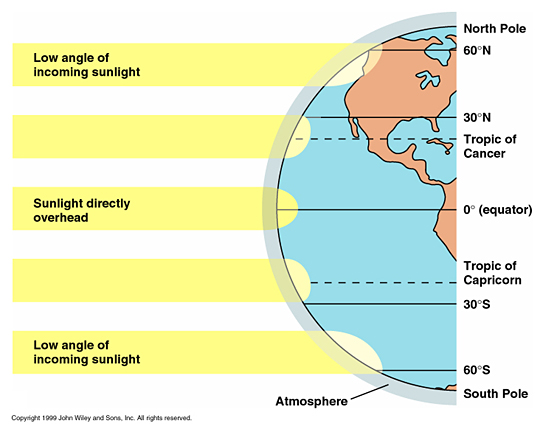 North Pole
Low angle of
incoming sunlight
60°N
30°N
Tropic of
Cancer
Sunlight directly
overhead
0° (equator)
Tropic of
Capricorn
30°S
Low angle of
incoming sunlight
60°S
South Pole
Atmosphere
Copyright 1999 John Wiley and Sons, Inc. All rights reserved.